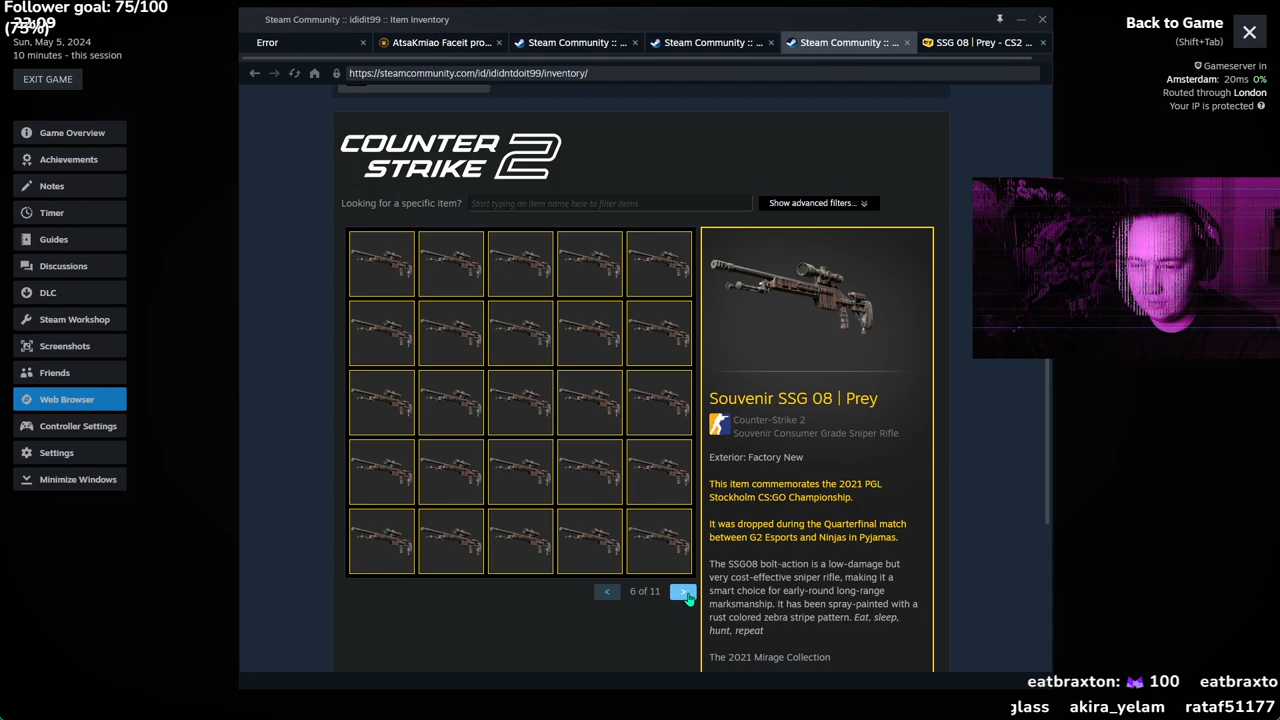 Follower goal: 75/100
(75%)
Sun, May 5, 2024
10 minutes - this session
EXIT GAME
Game Overview
Achievements
Notes
Timer
Guides
Discussions
DLC
Steam Workshop
Screenshots
Friends
Web Browser
Controller Settings
Settings
Minimize Windows
Steam Community :: ididit99 :: Item Inventory
Error
AtsaKmiao Faceit pro...
Steam Community :: ...
Steam Community :: ...
Steam Community :: ...
SSG 08 | Prey - CS2 ...
https://steamcommunity.com/id/ididntdoit99/inventory/
COUNTER
STRIKE 2
Looking for a specific item?
Start typing an item name here to filter items
Show advanced filters...
< 6 of 11 >
Souvenir SSG 08 | Prey
Counter-Strike 2
Souvenir Consumer Grade Sniper Rifle
Exterior: Factory New
This item commemorates the 2021 PGL
Stockholm CS:GO Championship.
It was dropped during the Quarterfinal match
between G2 Esports and Ninjas in Pyjamas.
The SSG08 bolt-action is a low-damage but
very cost-effective sniper rifle, making it a
smart choice for early-round long-range
marksmanship. It has been spray-painted with a
rust colored zebra stripe pattern. Eat, sleep,
hunt, repeat
The 2021 Mirage Collection
Back to Game
(Shift+Tab)
Gameserver in
Amsterdam: 20ms 0%
Routed through London
Your IP is protected
eatbraxton: 100 eatbraxto
glass akira_yelam rataf51177